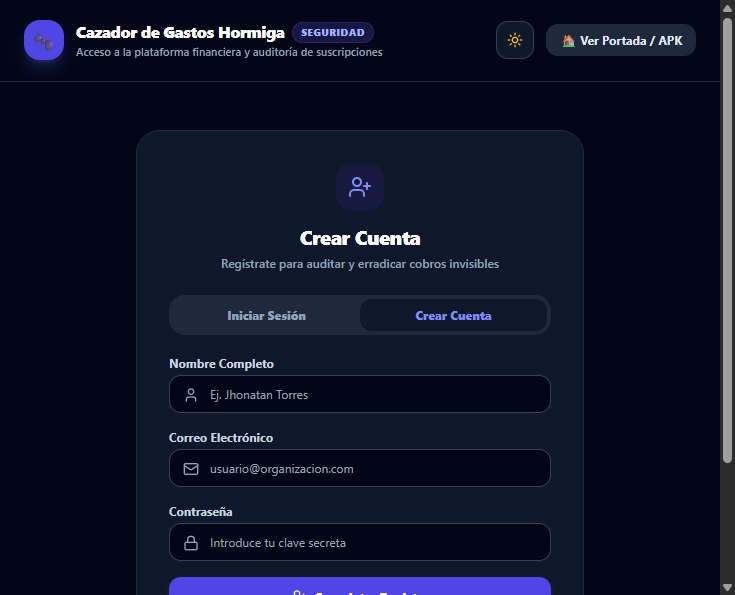 Cazador de Gastos Hormiga
SEGURIDAD
Acceso a la plataforma financiera y auditoría de suscripciones
Ver Portada / APK
Crear Cuenta
Regístrate para auditar y erradicar cobros invisibles
Iniciar Sesión
Crear Cuenta
Nombre Completo
Ej. Jhonatan Torres
Correo Electrónico
usuario@organizacion.com
Contraseña
Introduce tu clave secreta